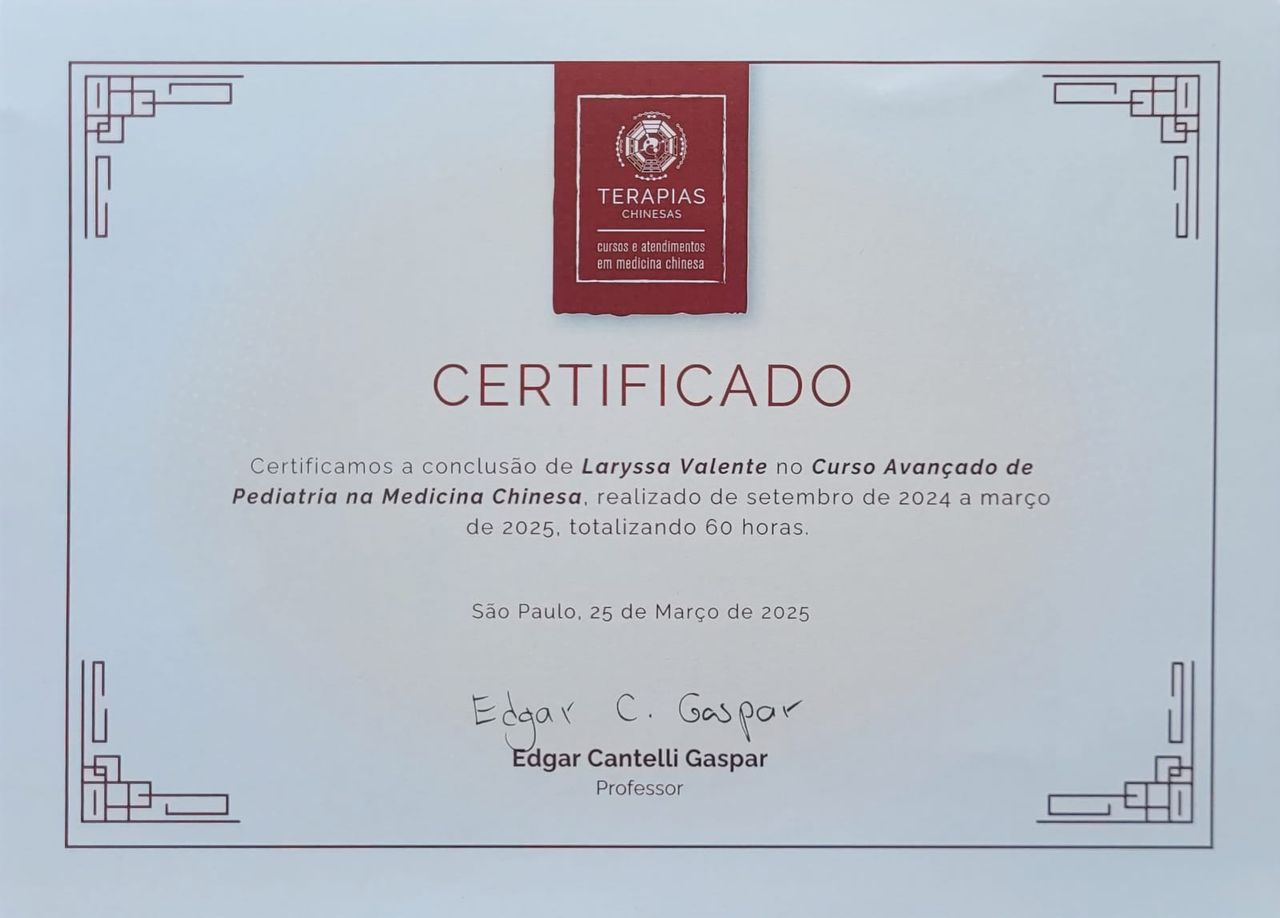 TERAPIAS
CHINESAS
cursos e atendimentos
em medicina chinesa
CERTIFICADO
Certificamos a conclusão de Laryssa Valente no Curso Avançado de
Pediatria na Medicina Chinesa, realizado de setembro de 2024 a março
de 2025, totalizando 60 horas.
São Paulo, 25 de Março de 2025
Edgar C. Gaspar
Edgar Cantelli Gaspar
Professor